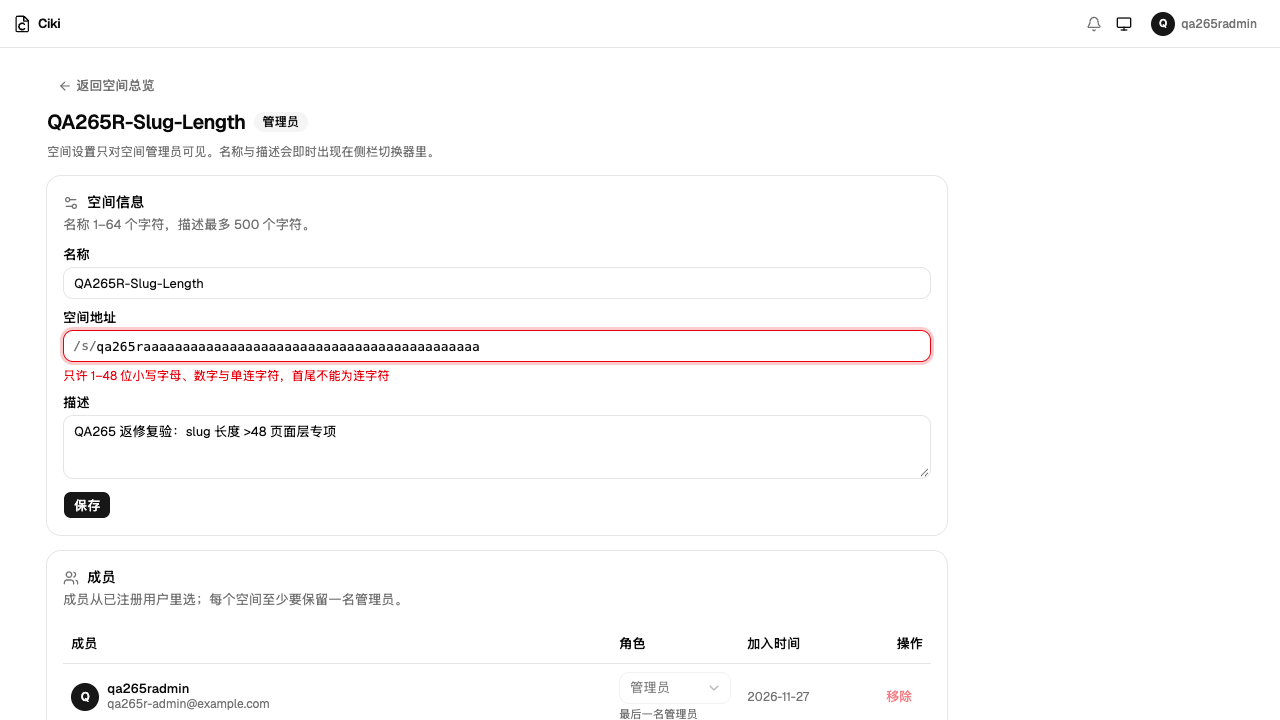 Ciki
qa265radmin
返回空间总览
QA265R-Slug-Length 管理员
空间设置只对空间管理员可见。名称与描述会即时出现在侧栏切换器里。
空间信息
名称 1–64 个字符，描述最多 500 个字符。
名称
QA265R-Slug-Length
空间地址
/s/qa265raaaaaaaaaaaaaaaaaaaaaaaaaaaaaaaaaaaaaaaaaaa
只许 1–48 位小写字母、数字与单连字符，首尾不能为连字符
描述
QA265 返修复验：slug 长度 >48 页面层专项
保存
成员
成员从已注册用户里选；每个空间至少要保留一名管理员。
成员 角色 加入时间 操作
Q qa265radmin
qa265r-admin@example.com
管理员
最后一名管理员
2026-11-27
移除